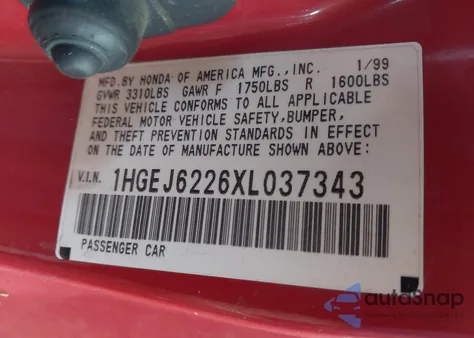 MFD.BY HONDA OF AMERICA MFG.,INC. 1/99
GVWR 3310LBS GAWR F 1750LBS R 1600LBS
THIS VEHICLE CONFORMS TO ALL APPLICABLE
FEDERAL MOTOR VEHICLE SAFETY,BUMPER,
AND THEFT PREVENTION STANDARDS IN EFFECT
ON THE DATE OF MANUFACTURE SHOWN ABOVE:
V.I.N. 1HGEJ6226XL037343
PASSENGER CAR
autoSnap